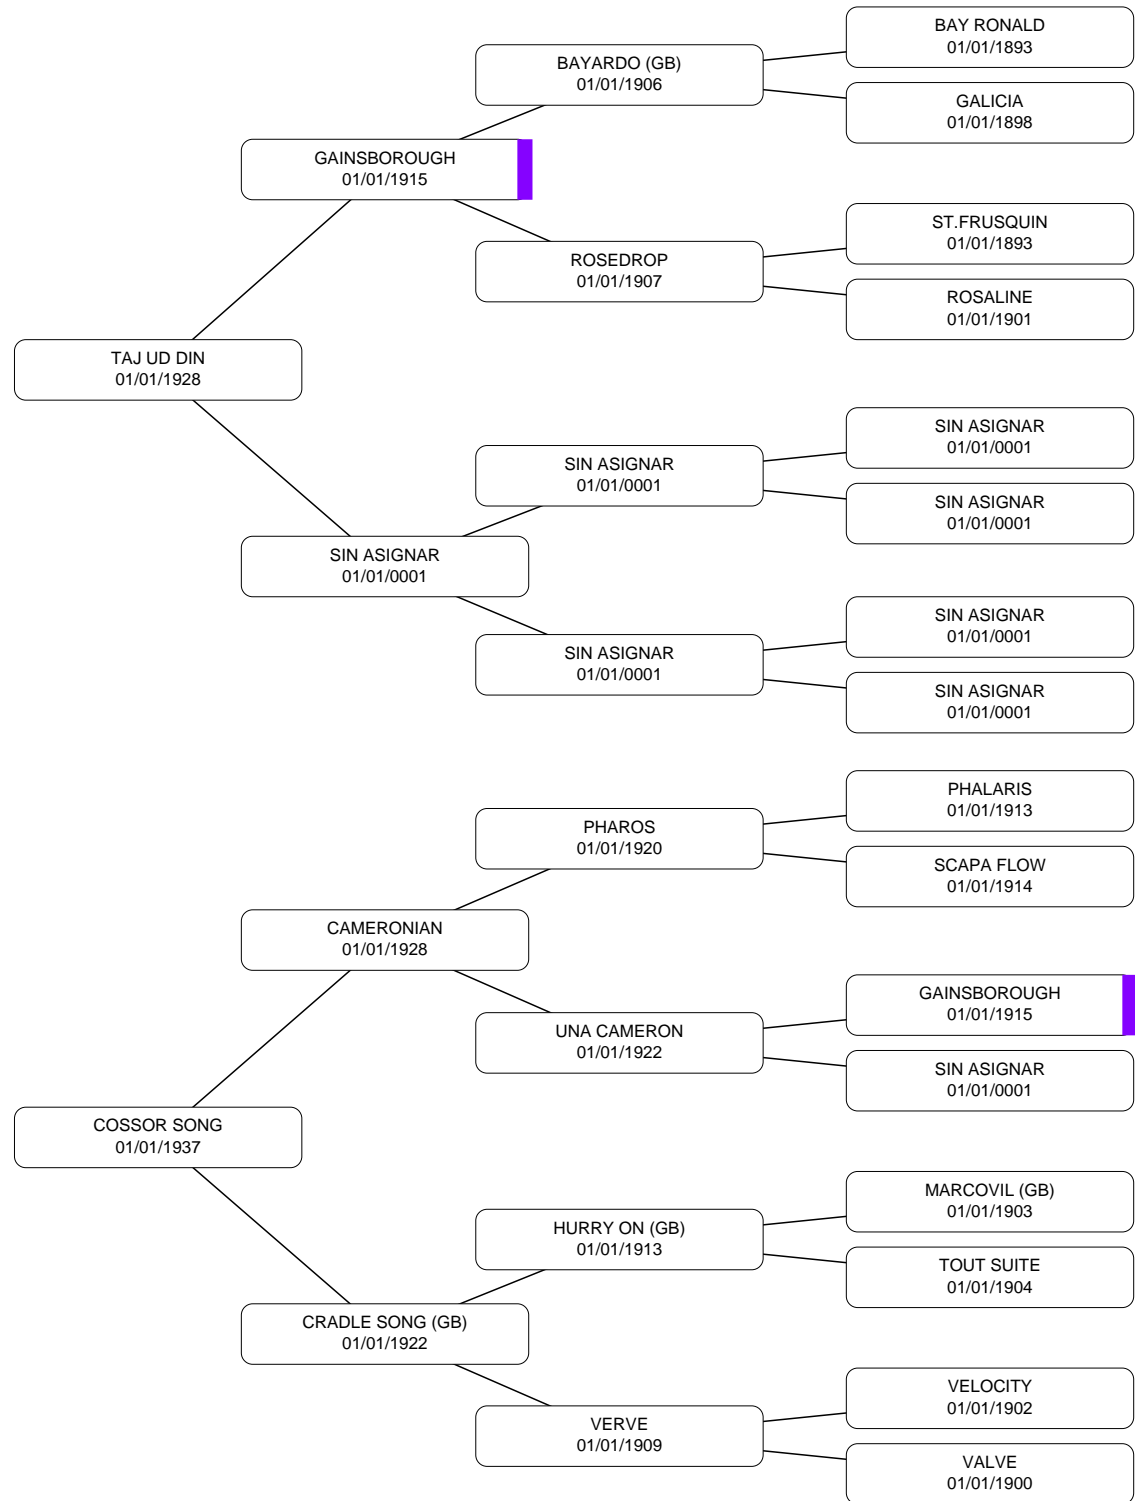 BAY RONALD
01/01/1893
BAYARDO (GB)
01/01/1906
GALICIA
01/01/1898
GAINSBOROUGH
01/01/1915
ST.FRUSQUIN
01/01/1893
ROSEDROP
01/01/1907
ROSALINE
01/01/1901
TAJ UD DIN
01/01/1928
SIN ASIGNAR
01/01/0001
SIN ASIGNAR
01/01/0001
SIN ASIGNAR
01/01/0001
SIN ASIGNAR
01/01/0001
SIN ASIGNAR
01/01/0001
SIN ASIGNAR
01/01/0001
SIN ASIGNAR
01/01/0001
PHALARIS
01/01/1913
PHAROS
01/01/1920
SCAPA FLOW
01/01/1914
CAMERONIAN
01/01/1928
GAINSBOROUGH
01/01/1915
UNA CAMERON
01/01/1922
SIN ASIGNAR
01/01/0001
COSSOR SONG
01/01/1937
MARCOVIL (GB)
01/01/1903
HURRY ON (GB)
01/01/1913
TOUT SUITE
01/01/1904
CRADLE SONG (GB)
01/01/1922
VELOCITY
01/01/1902
VERVE
01/01/1909
VALVE
01/01/1900